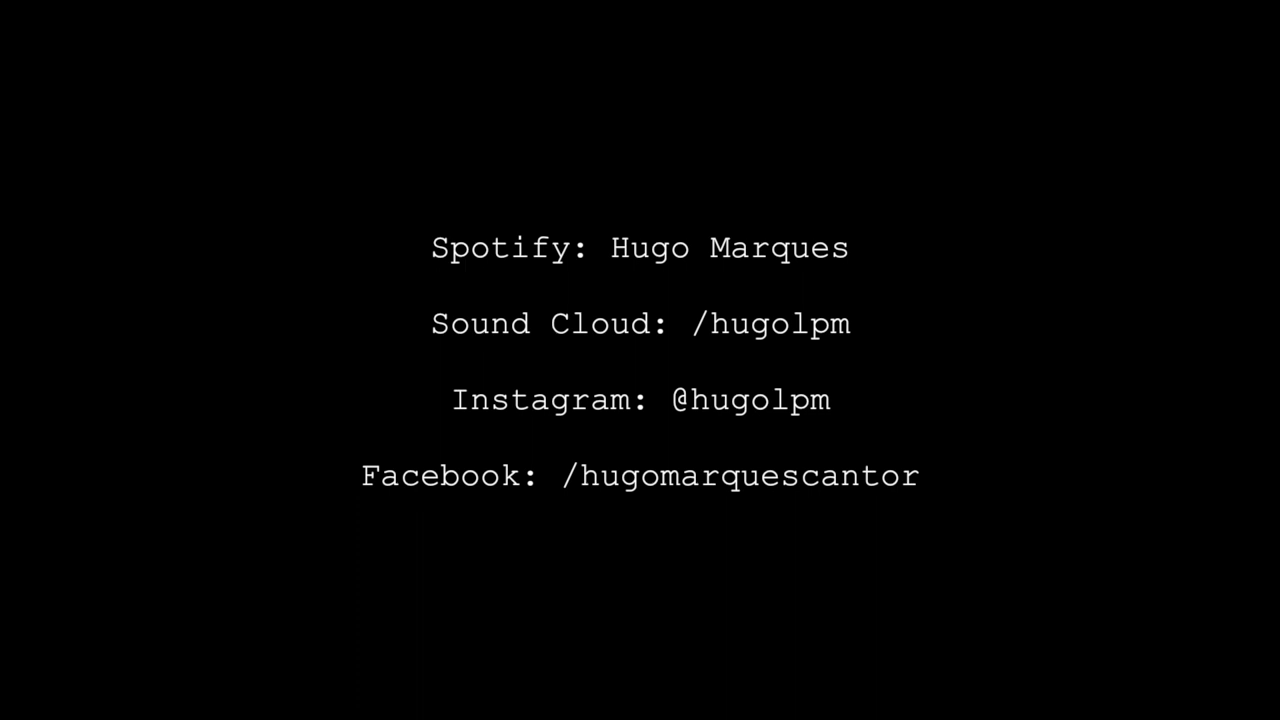 Spotify: Hugo Marques
Sound Cloud: /hugolpm
Instagram: @hugolpm
Facebook: /hugomarquescantor